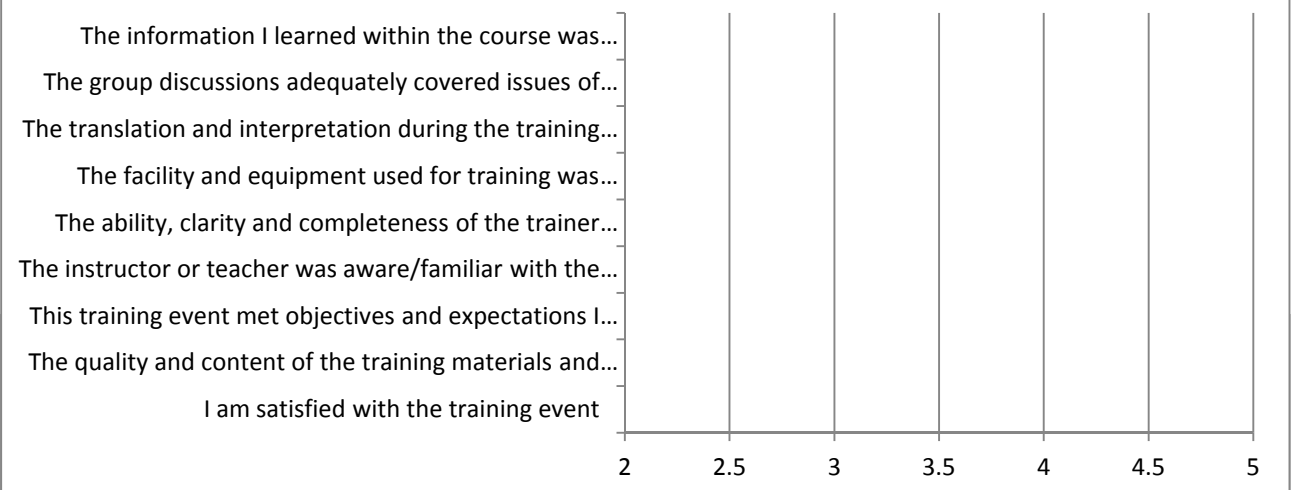 The information I learned within the course was…
The group discussions adequately covered issues of…
The translation and interpretation during the training…
The facility and equipment used for training was…
The ability, clarity and completeness of the trainer…
The instructor or teacher was aware/familiar with the…
This training event met objectives and expectations I…
The quality and content of the training materials and…
I am satisfied with the training event
2 2.5 3 3.5 4 4.5 5